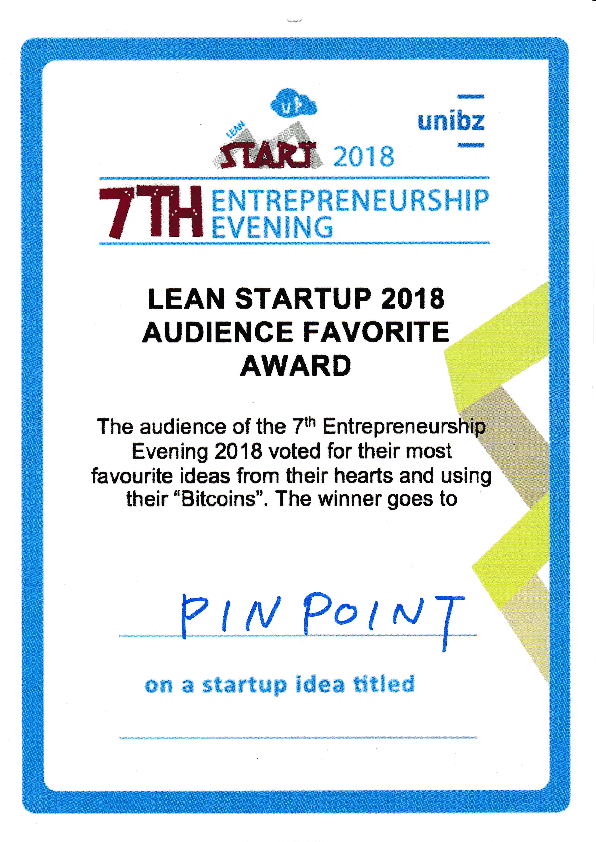 UP
LEAN
START 2018
unibz
7TH ENTREPRENEURSHIP
EVENING
LEAN STARTUP 2018
AUDIENCE FAVORITE
AWARD
The audience of the 7th Entrepreneurship
Evening 2018 voted for their most
favourite ideas from their hearts and using
their “Bitcoins”. The winner goes to
PINPOINT
on a startup idea titled